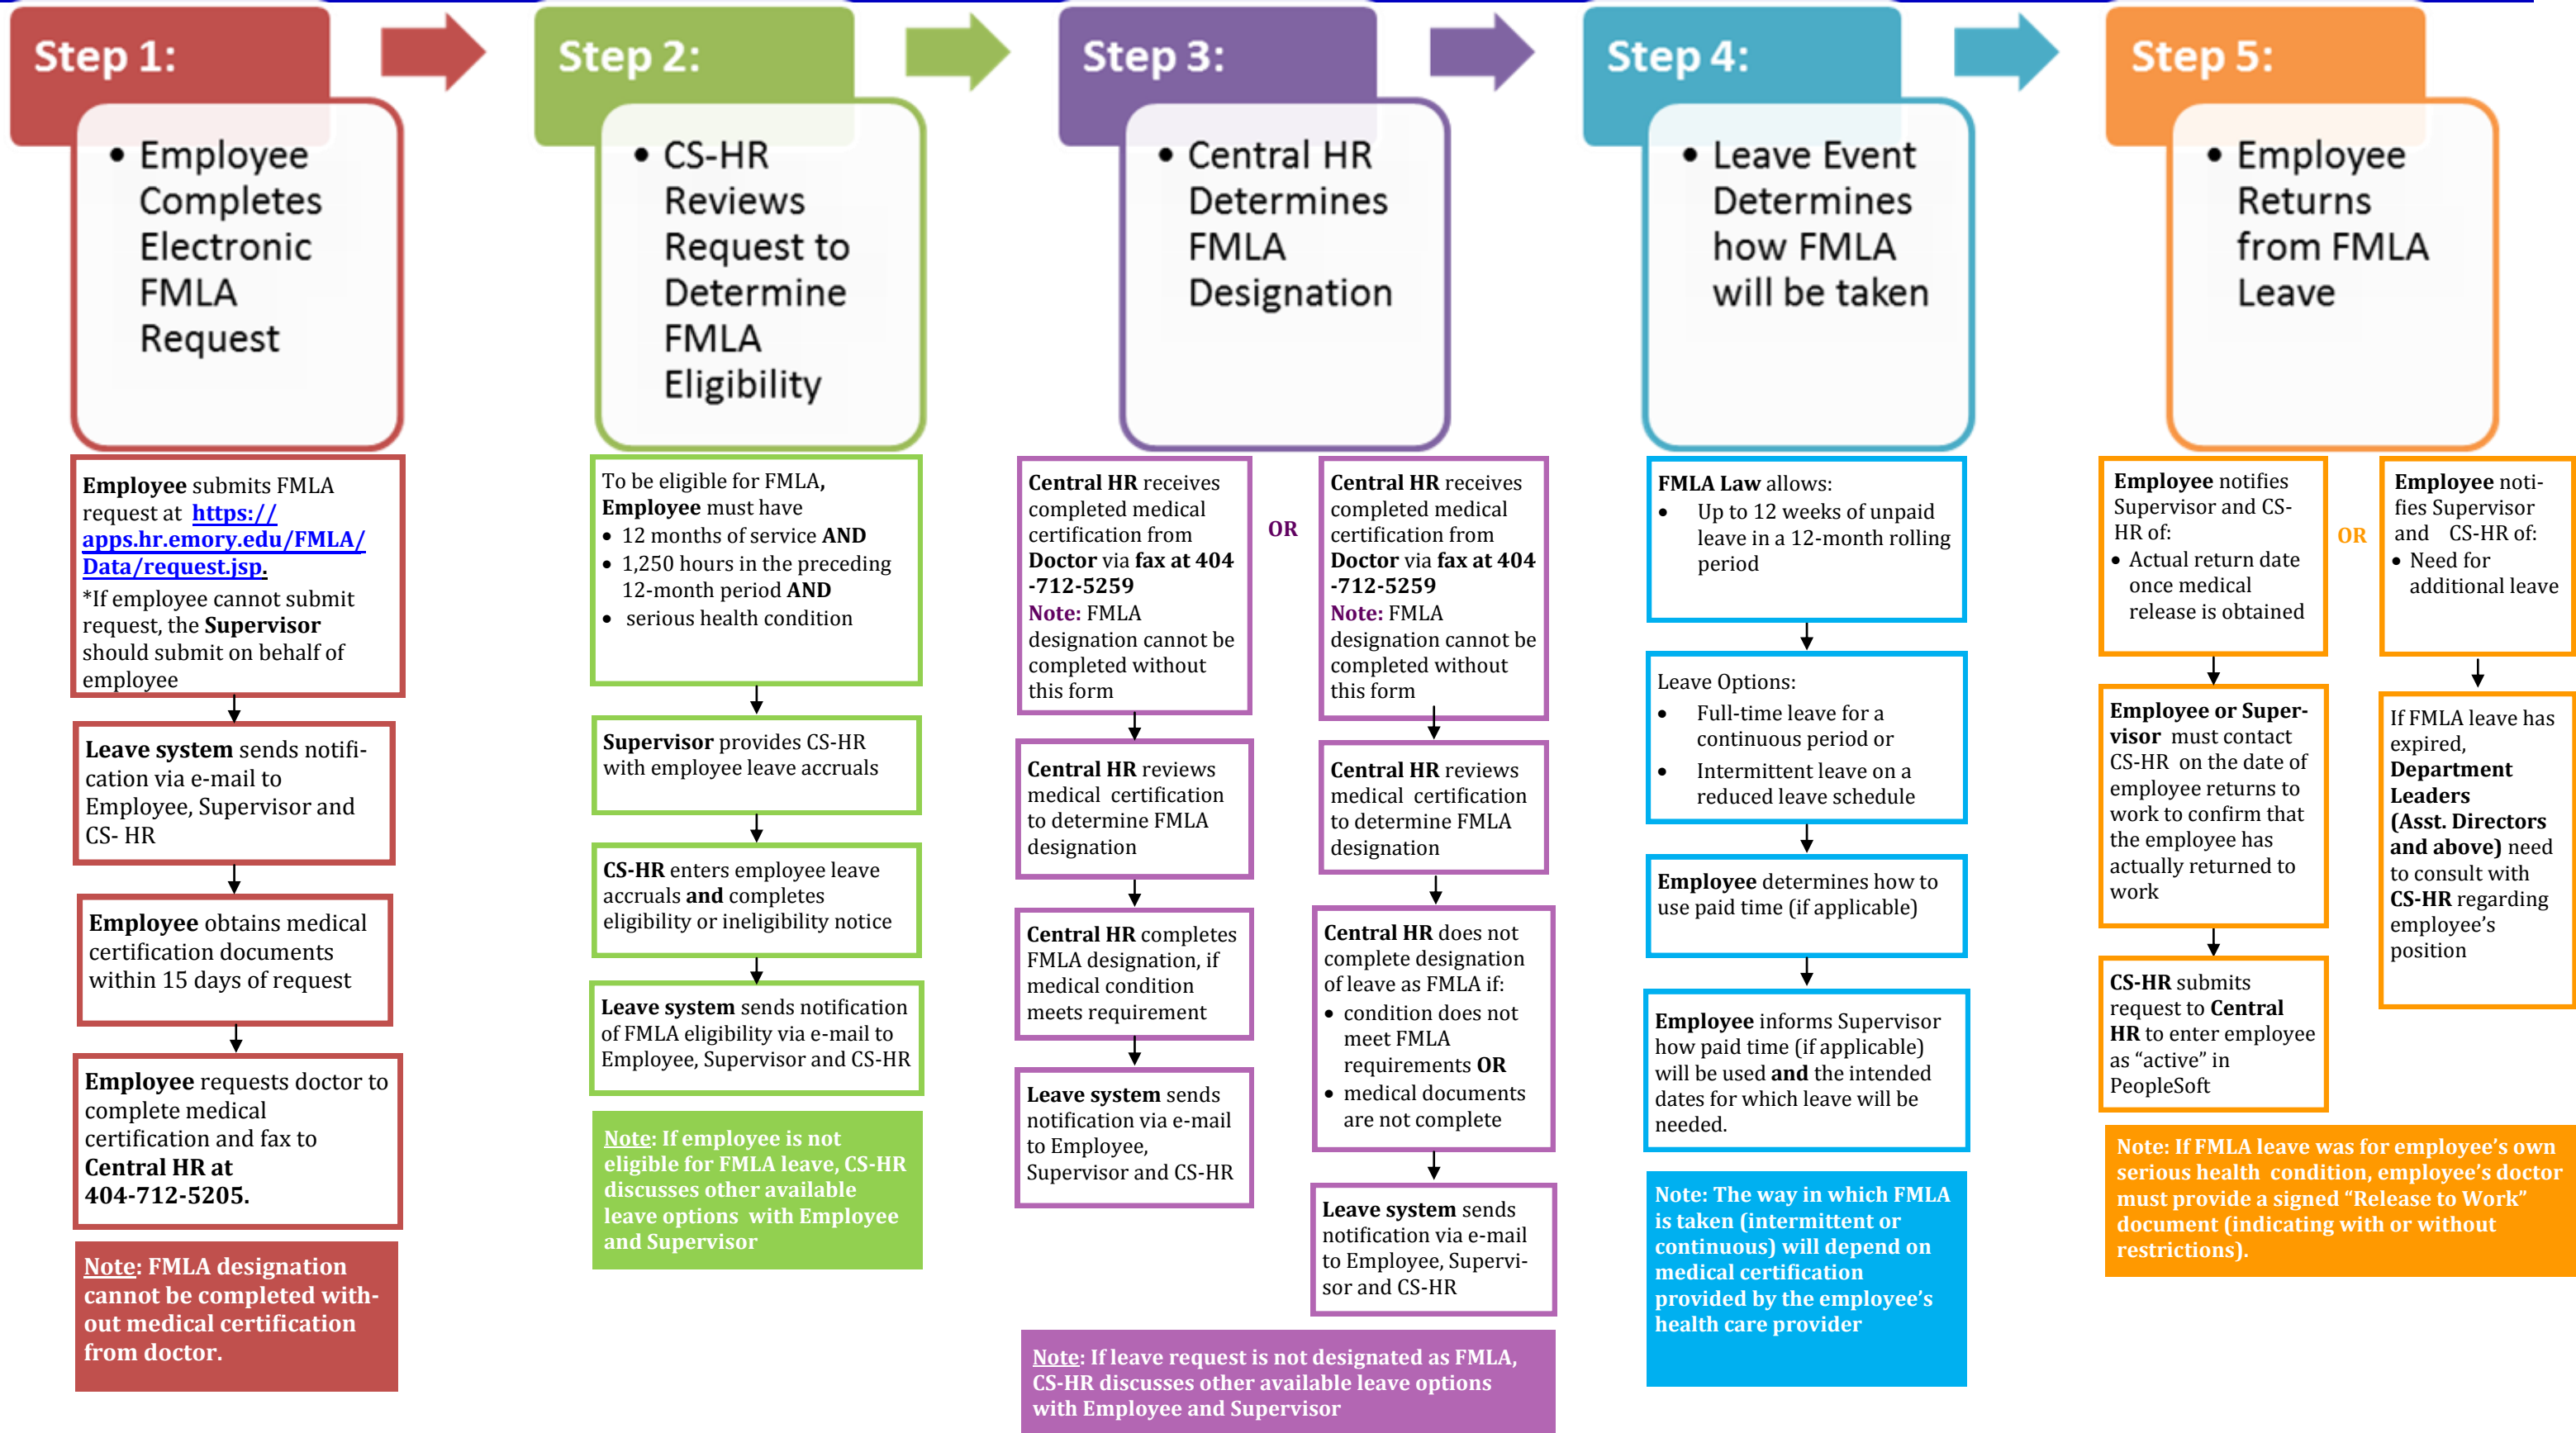 Step 1:
• Employee
Completes
Electronic
FMLA
Request
Employee submits FMLA
request at https://
apps.hr.emory.edu/FMLA/
Data/request.jsp.
*If employee cannot submit
request, the Supervisor
should submit on behalf of
employee
Leave system sends notifi-
cation via e-mail to
Employee, Supervisor and
CS- HR
Employee obtains medical
certification documents
within 15 days of request
Employee requests doctor to
complete medical
certification and fax to
Central HR at
404-712-5205.
Note: FMLA designation
cannot be completed with-
out medical certification
from doctor.
Step 2:
• CS-HR
Reviews
Request to
Determine
FMLA
Eligibility
To be eligible for FMLA,
Employee must have
• 12 months of service AND
• 1,250 hours in the preceding
12-month period AND
• serious health condition
Supervisor provides CS-HR
with employee leave accruals
CS-HR enters employee leave
accruals and completes
eligibility or ineligibility notice
Leave system sends notification
of FMLA eligibility via e-mail to
Employee, Supervisor and CS-HR
Note: If employee is not
eligible for FMLA leave, CS-HR
discusses other available
leave options with Employee
and Supervisor
Step 3:
• Central HR
Determines
FMLA
Designation
Central HR receives
completed medical
certification from
Doctor via fax at 404
-712-5259
Note: FMLA
designation cannot be
completed without
this form
Central HR reviews
medical certification
to determine FMLA
designation
Central HR completes
FMLA designation, if
medical condition
meets requirement
Leave system sends
notification via e-mail
to Employee,
Supervisor and CS-HR
OR
Central HR receives
completed medical
certification from
Doctor via fax at 404
-712-5259
Note: FMLA
designation cannot be
completed without
this form
Central HR reviews
medical certification
to determine FMLA
designation
Central HR does not
complete designation
of leave as FMLA if:
• condition does not
meet FMLA
requirements OR
• medical documents
are not complete
Leave system sends
notification via e-mail
to Employee, Supervi-
sor and CS-HR
Note: If leave request is not designated as FMLA,
CS-HR discusses other available leave options
with Employee and Supervisor
Step 4:
• Leave Event
Determines
how FMLA
will be taken
FMLA Law allows:
• Up to 12 weeks of unpaid
leave in a 12-month rolling
period
Leave Options:
• Full-time leave for a
continuous period or
• Intermittent leave on a
reduced leave schedule
Employee determines how to
use paid time (if applicable)
Employee informs Supervisor
how paid time (if applicable)
will be used and the intended
dates for which leave will be
needed.
Note: The way in which FMLA
is taken (intermittent or
continuous) will depend on
medical certification
provided by the employee's
health care provider
Step 5:
• Employee
Returns
from FMLA
Leave
Employee notifies
Supervisor and CS-
HR of:
• Actual return date
once medical
release is obtained
Employee or Super-
visor must contact
CS-HR on the date of
employee returns to
work to confirm that
the employee has
actually returned to
work
CS-HR submits
request to Central
HR to enter employee
as “active” in
PeopleSoft
OR
Employee noti-
fies Supervisor
and CS-HR of:
• Need for
additional leave
If FMLA leave has
expired,
Department
Leaders
(Asst. Directors
and above) need
to consult with
CS-HR regarding
employee's
position
Note: If FMLA leave was for employee's own
serious health condition, employee's doctor
must provide a signed “Release to Work”
document (indicating with or without
restrictions).